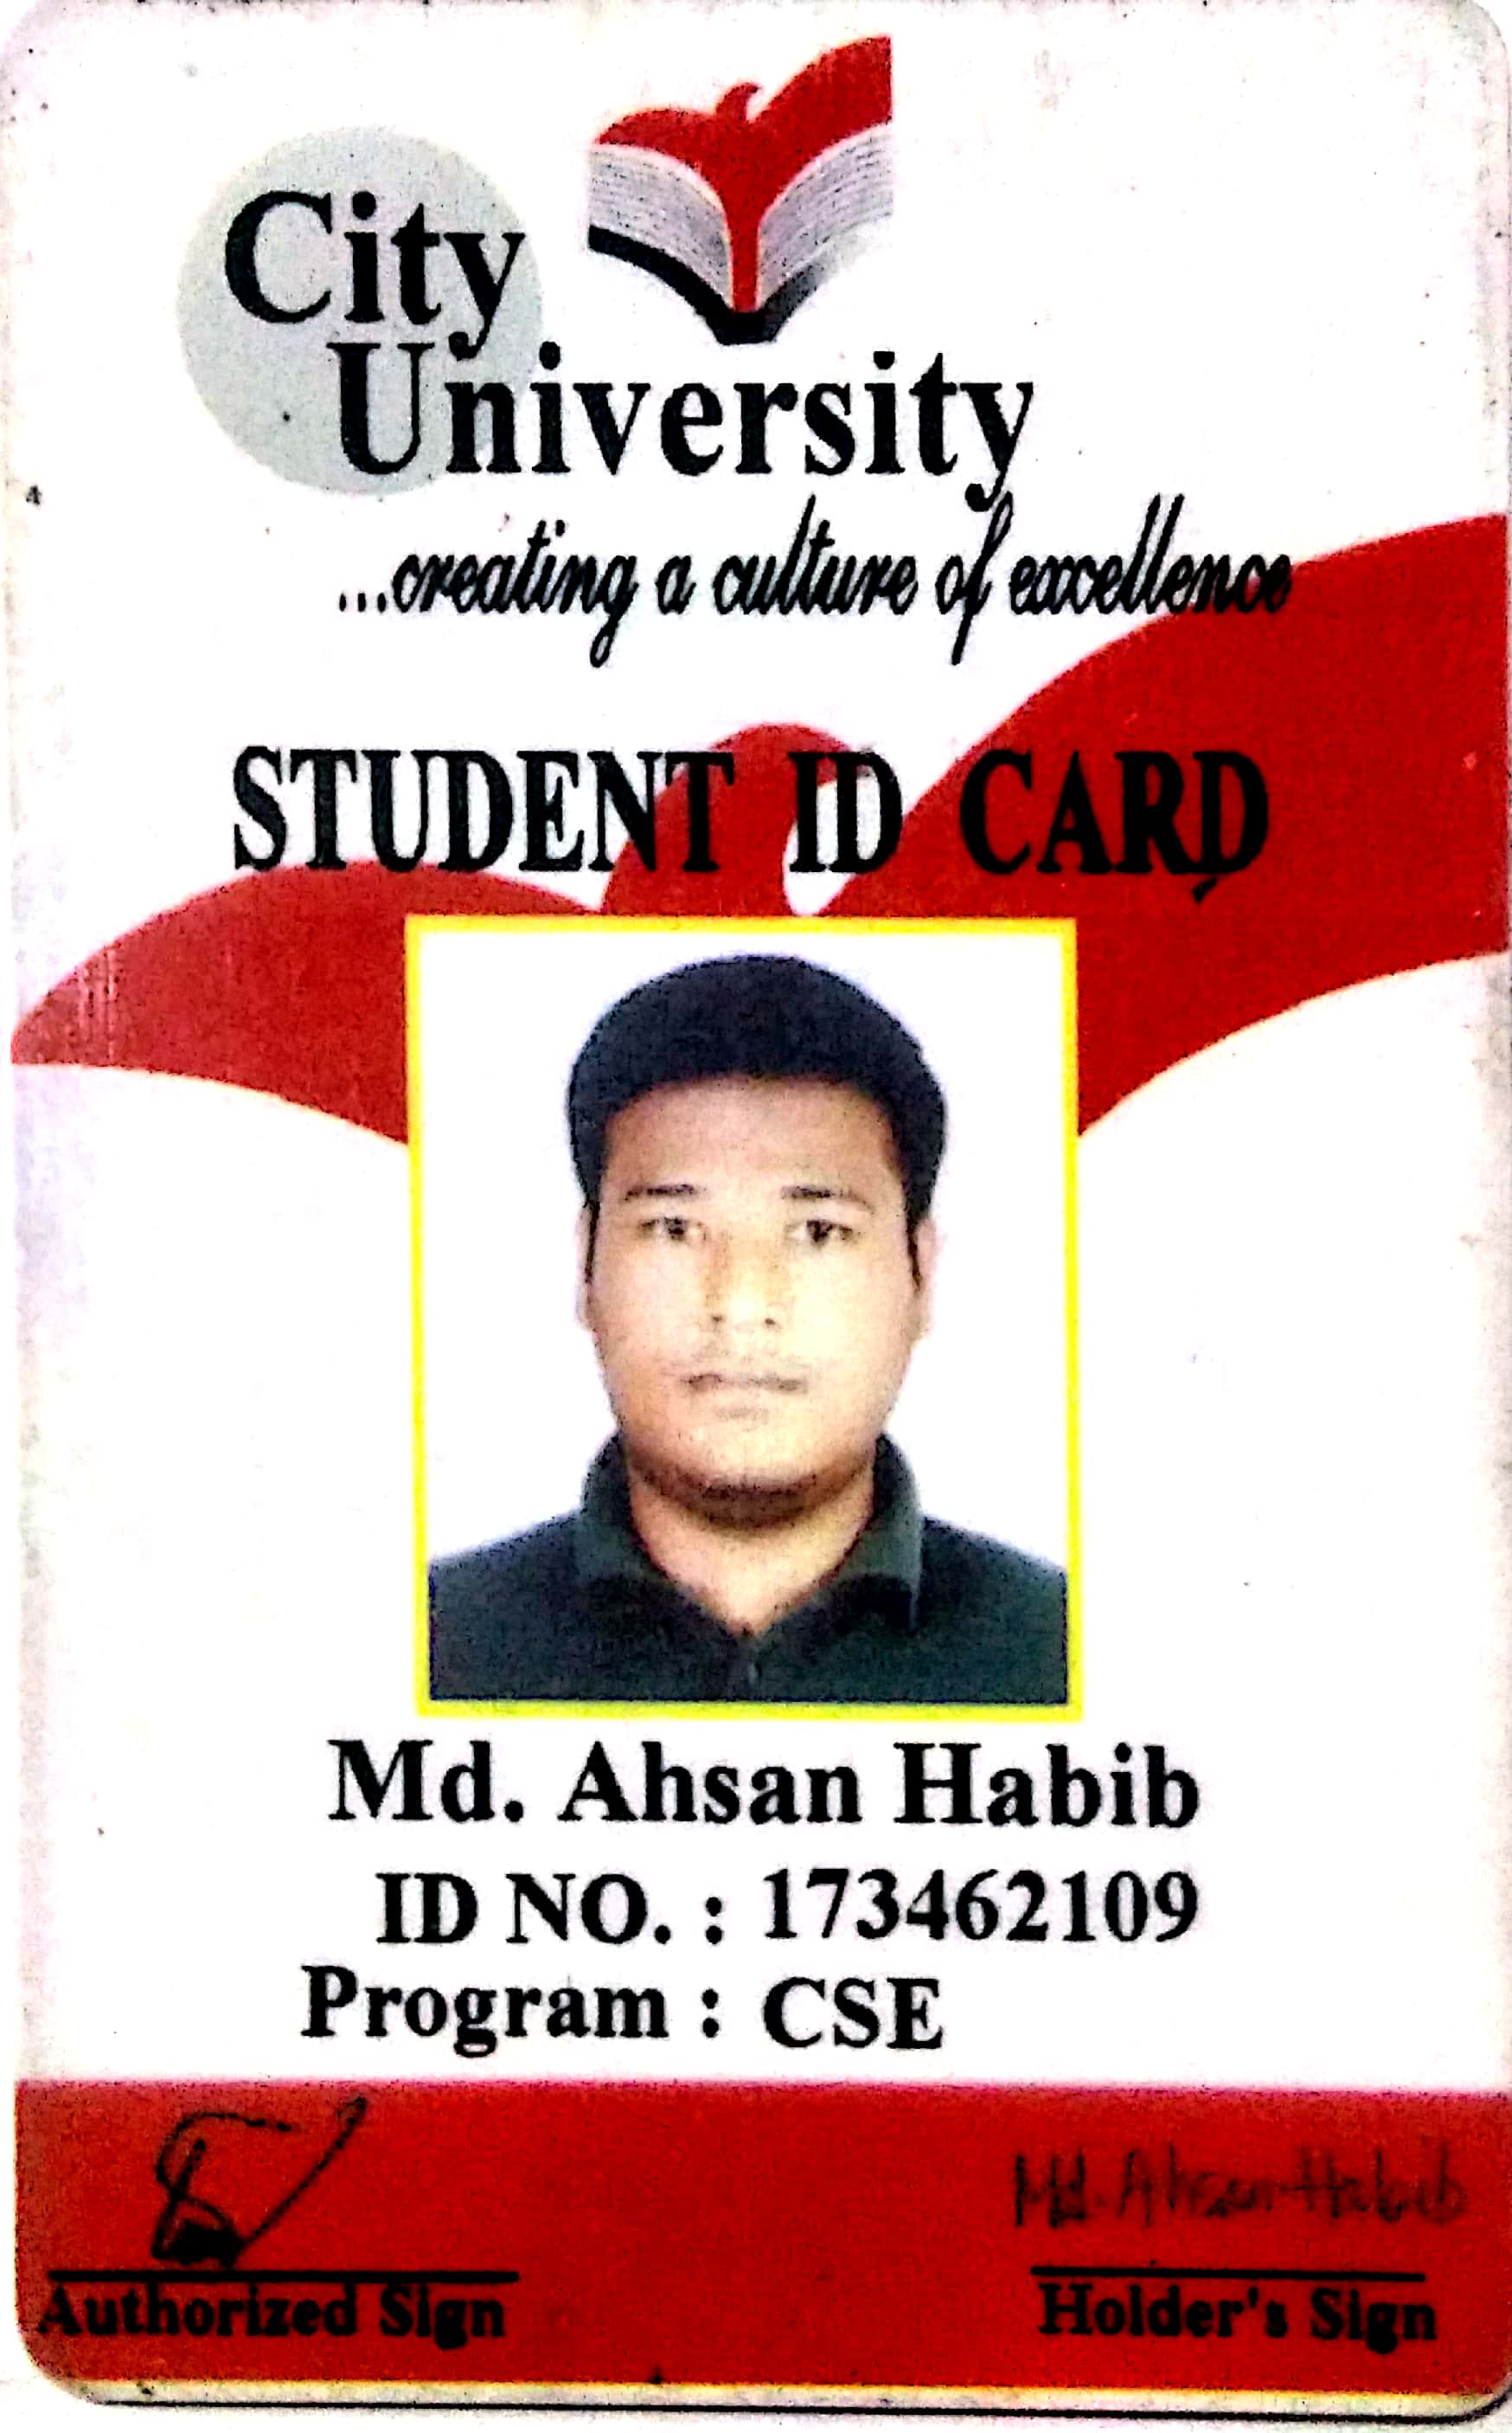 City
University
...creating a culture of excellence
STUDENT ID CARD
Md. Ahsan Habib
ID NO. : 173462109
Program : CSE
Md. Ahsan Habib
Authorized Sign
Holder's Sign